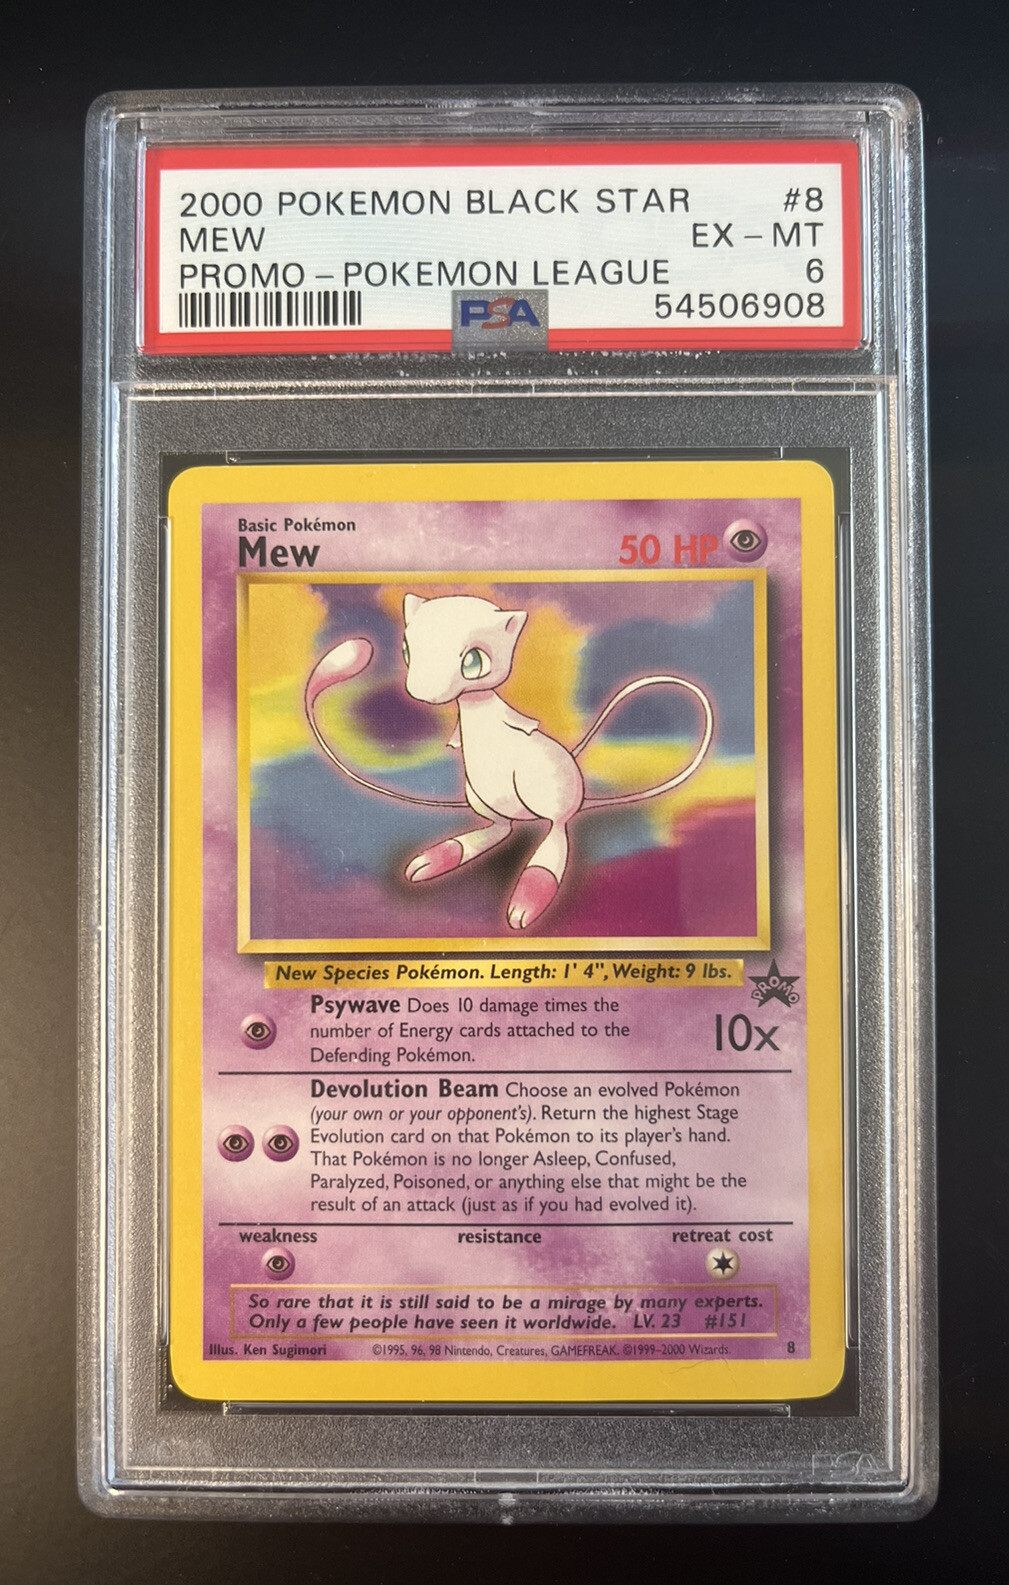 2000 POKEMON BLACK STAR #8
MEW EX - MT
PROMO - POKEMON LEAGUE 6
54506908
PSA
Basic Pokémon
Mew 50 HP
New Species Pokémon. Length: 1' 4", Weight: 9 lbs.
PROMO
Psywave Does 10 damage times the
number of Energy cards attached to the
Defending Pokémon.
10x
Devolution Beam Choose an evolved Pokémon
(your own or your opponent's). Return the highest Stage
Evolution card on that Pokémon to its player's hand.
That Pokémon is no longer Asleep, Confused,
Paralyzed, Poisoned, or anything else that might be the
result of an attack (just as if you had evolved it).
weakness resistance retreat cost
So rare that it is still said to be a mirage by many experts.
Only a few people have seen it worldwide. LV. 23 #151
Illus. Ken Sugimori ©1995, 96, 98 Nintendo, Creatures, GAMEFREAK. ©1999-2000 Wizards. 8
PSA